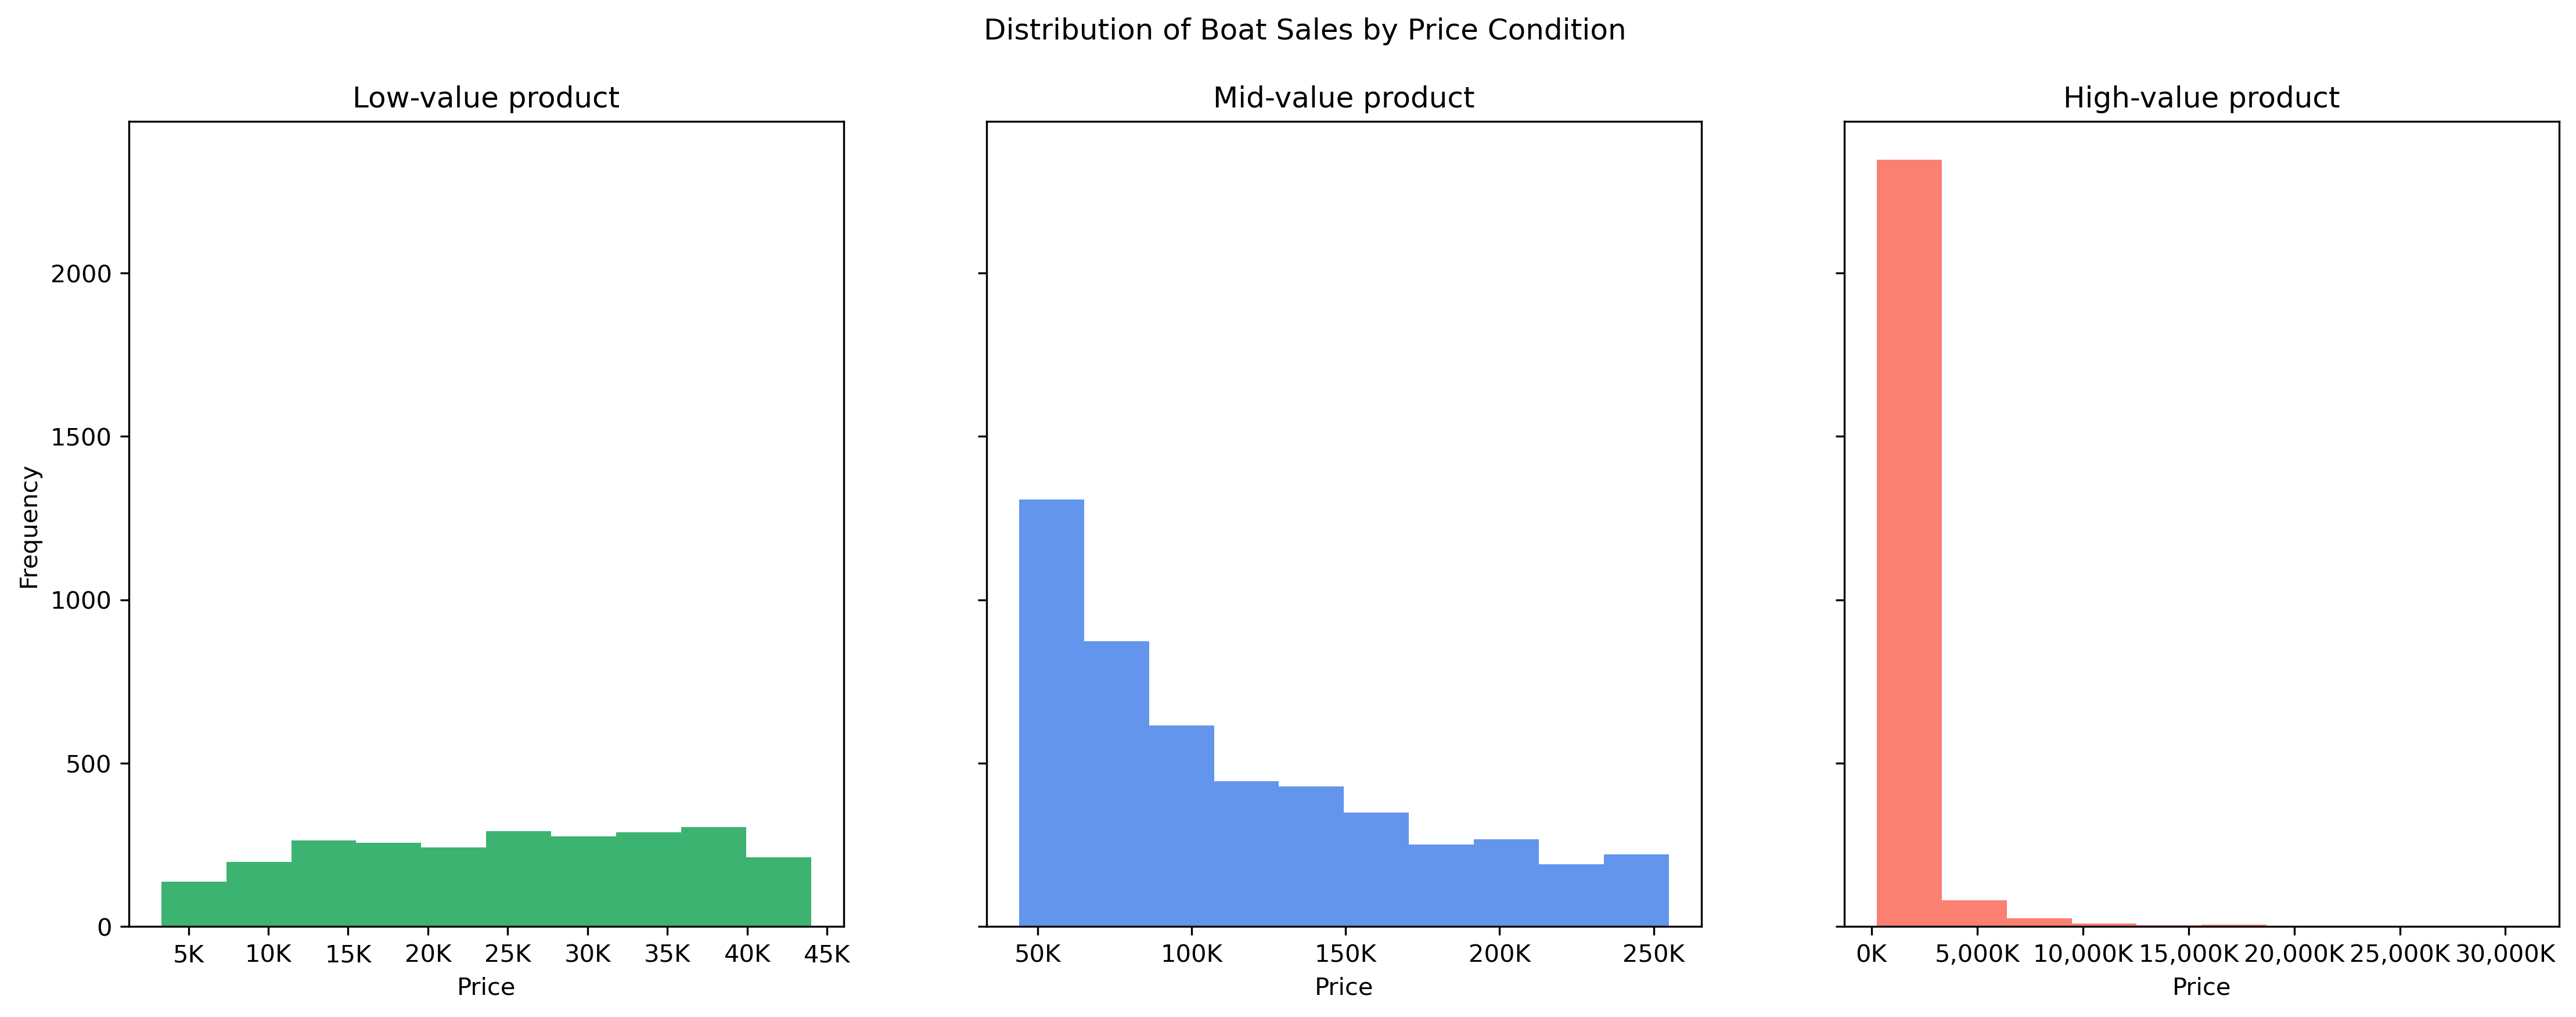 Distribution of Boat Sales by Price Condition
Low-value product
Mid-value product
High-value product
Frequency
2000
1500
1000
500
0
5K 10K 15K 20K 25K 30K 35K 40K 45K
Price
50K 100K 150K 200K 250K
Price
0K 5,000K 10,000K 15,000K 20,000K 25,000K 30,000K
Price